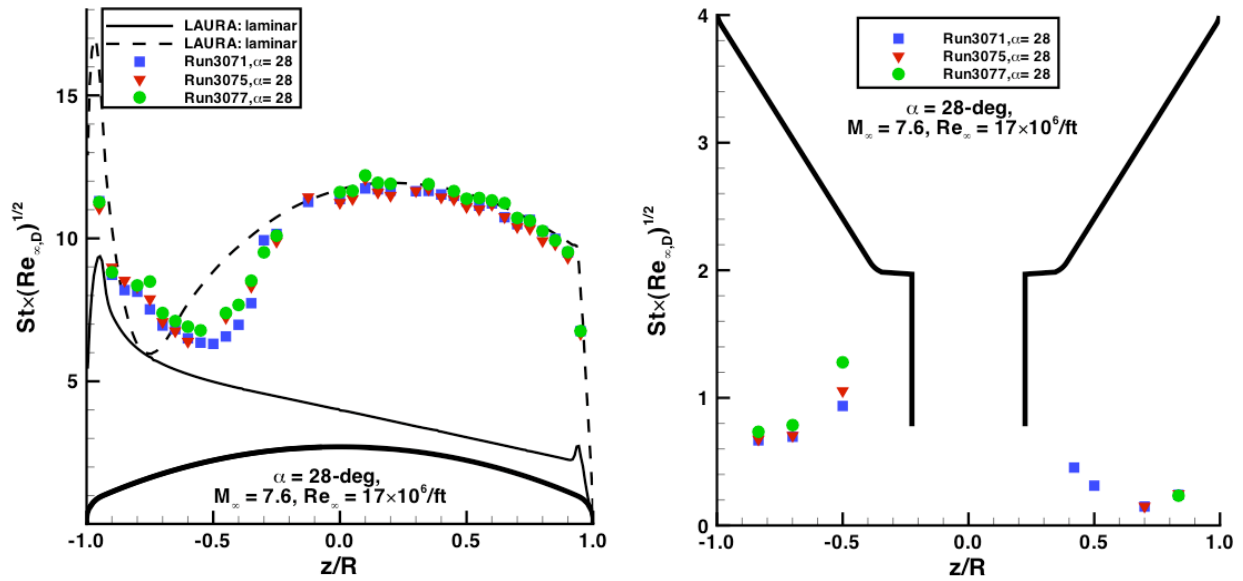 LAURA: laminar
LAURA: laminar
Run3071,α= 28
Run3075,α= 28
Run3077,α= 28
15
10
5
St×(Re∞,D)1/2
α = 28-deg,
M∞ = 7.6, Re∞ = 17×10⁶/ft
-1.0 -0.5 0.0 0.5 1.0
z/R
Run3071,α= 28
Run3075,α= 28
Run3077,α= 28
α = 28-deg,
M∞ = 7.6, Re∞ = 17×10⁶/ft
4
3
2
1
0
St×(Re∞,D)1/2
-1.0 -0.5 0.0 0.5 1.0
z/R